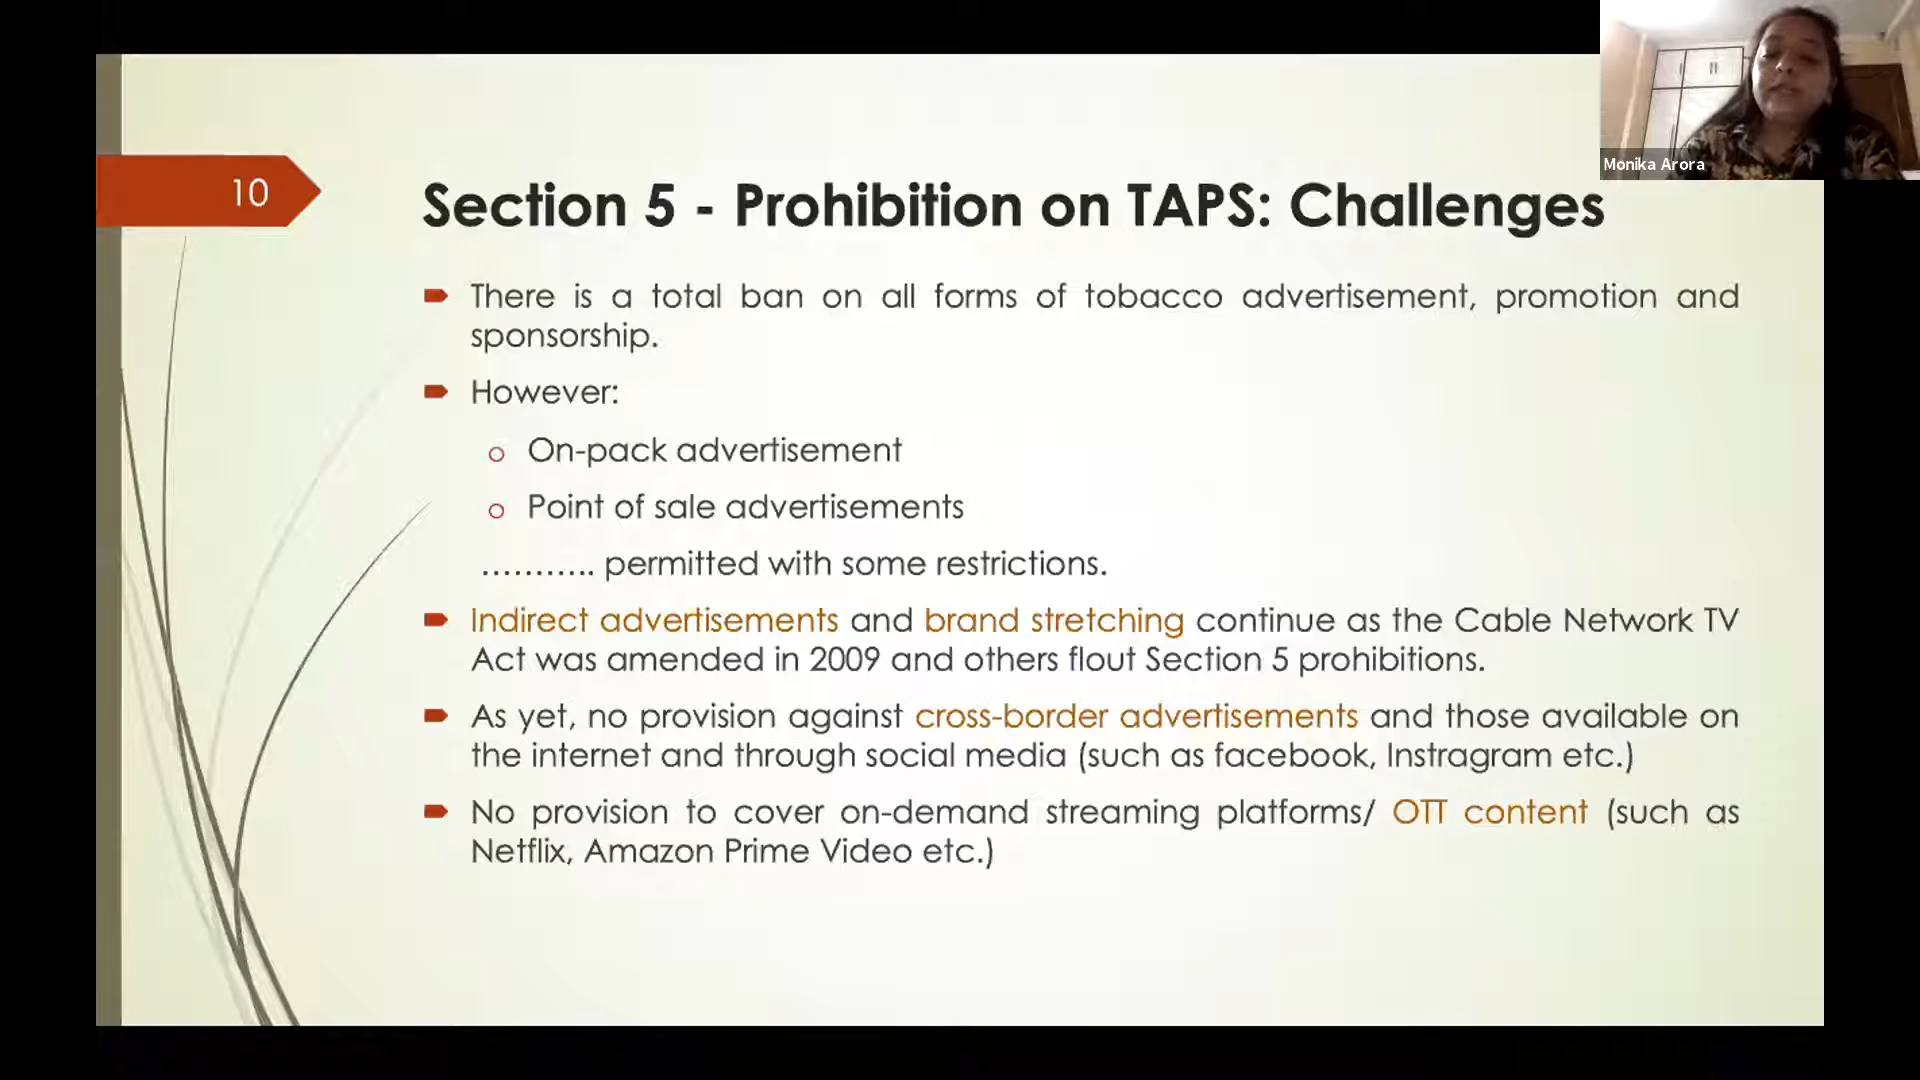 Monika Arora
10
Section 5 - Prohibition on TAPS: Challenges
There is a total ban on all forms of tobacco advertisement, promotion and
sponsorship.
However:
o On-pack advertisement
o Point of sale advertisements
……….. permitted with some restrictions.
Indirect advertisements and brand stretching continue as the Cable Network TV
Act was amended in 2009 and others flout Section 5 prohibitions.
As yet, no provision against cross-border advertisements and those available on
the internet and through social media (such as facebook, Instragram etc.)
No provision to cover on-demand streaming platforms/ OTT content (such as
Netflix, Amazon Prime Video etc.)